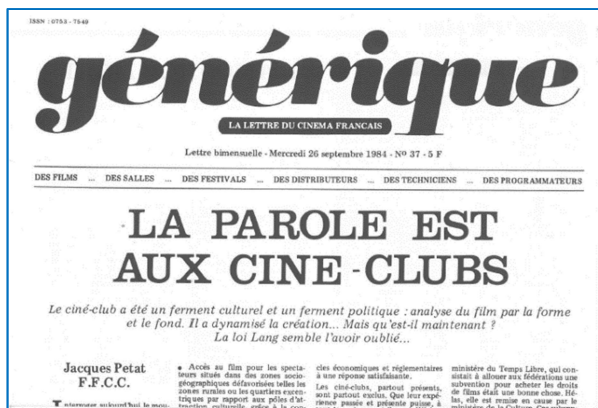 ISSN : 0753 - 7549
générique
LA LETTRE DU CINEMA FRANCAIS
Lettre bimensuelle - Mercredi 26 septembre 1984 - Nº 37 - 5 F
DES FILMS ... DES SALLES ... DES FESTIVALS ... DES DISTRIBUTEURS ... DES TECHNICIENS ... DES PROGRAMMATEURS
LA PAROLE EST
AUX CINE-CLUBS
Le ciné-club a été un ferment culturel et un ferment politique : analyse du film par la forme
et le fond. Il a dynamisé la création... Mais qu'est-il maintenant ?
La loi Lang semble l'avoir oublié...
Jacques Petat
F.F.C.C.
• Accès au film pour les specta-
teurs situés dans des zones socio-
géographiques défavorisées telles les
zones rurales ou les quartiers excen-
triques par rapport aux pôles d'at-
cles économiques et réglementaires
à une réponse satisfaisante.
Les ciné-clubs, partout présents,
sont partout exclus. Que leur expé-
rience passée et présente puisse, à
ministère du Temps Libre, qui con-
sistait à allouer aux fédérations une
subvention pour acheter les droits
de films était une bonne chose. Hé-
las, elle est remise en cause par le